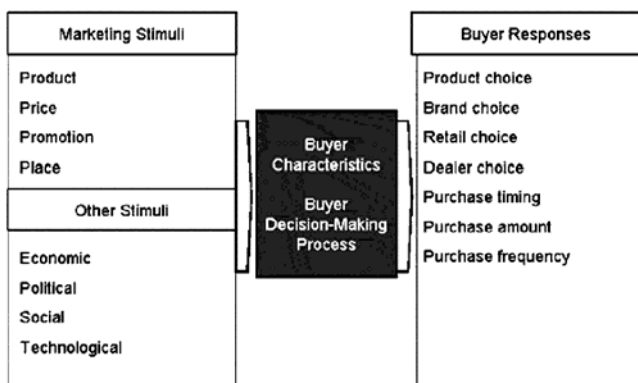 Marketing Stimuli
Product
Price
Promotion
Place
Other Stimuli
Economic
Political
Social
Technological
Buyer
Characteristics
Buyer
Decision-Making
Process
Buyer Responses
Product choice
Brand choice
Retail choice
Dealer choice
Purchase timing
Purchase amount
Purchase frequency